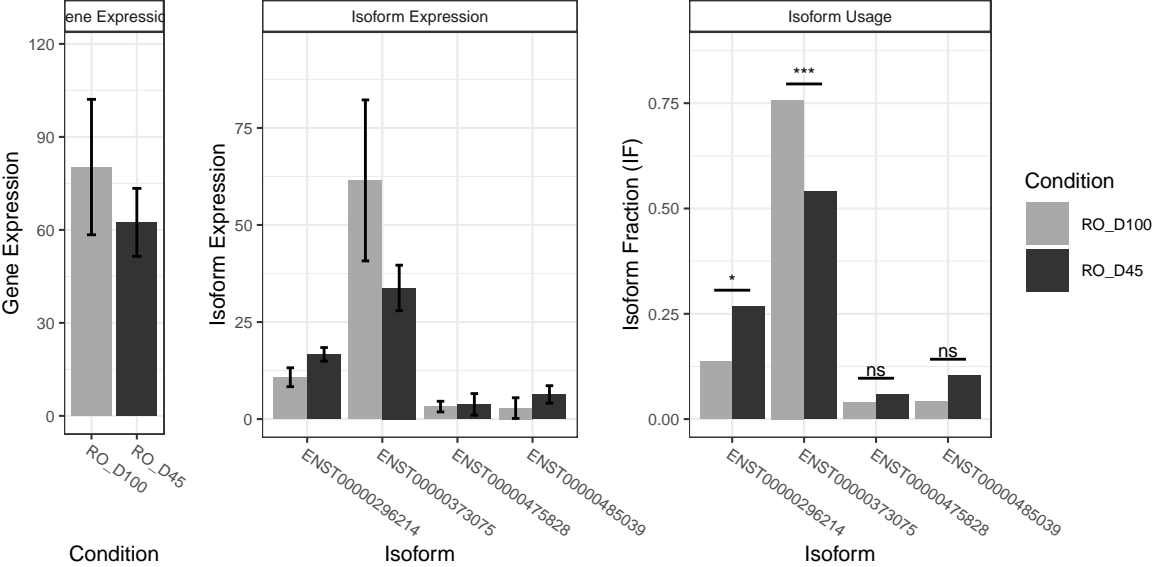 ene Expressio
Gene Expression
120
90
60
30
0
RO_D100
RO_D45
Condition
Isoform Expression
Isoform Expression
75
50
25
0
ENST00000296214
ENST00000373075
ENST00000475828
ENST00000485039
Isoform
Isoform Usage
Isoform Fraction (IF)
0.75
0.50
0.25
0.00
*
***
ns
ns
ENST00000296214
ENST00000373075
ENST00000475828
ENST00000485039
Isoform
Condition
RO_D100
RO_D45